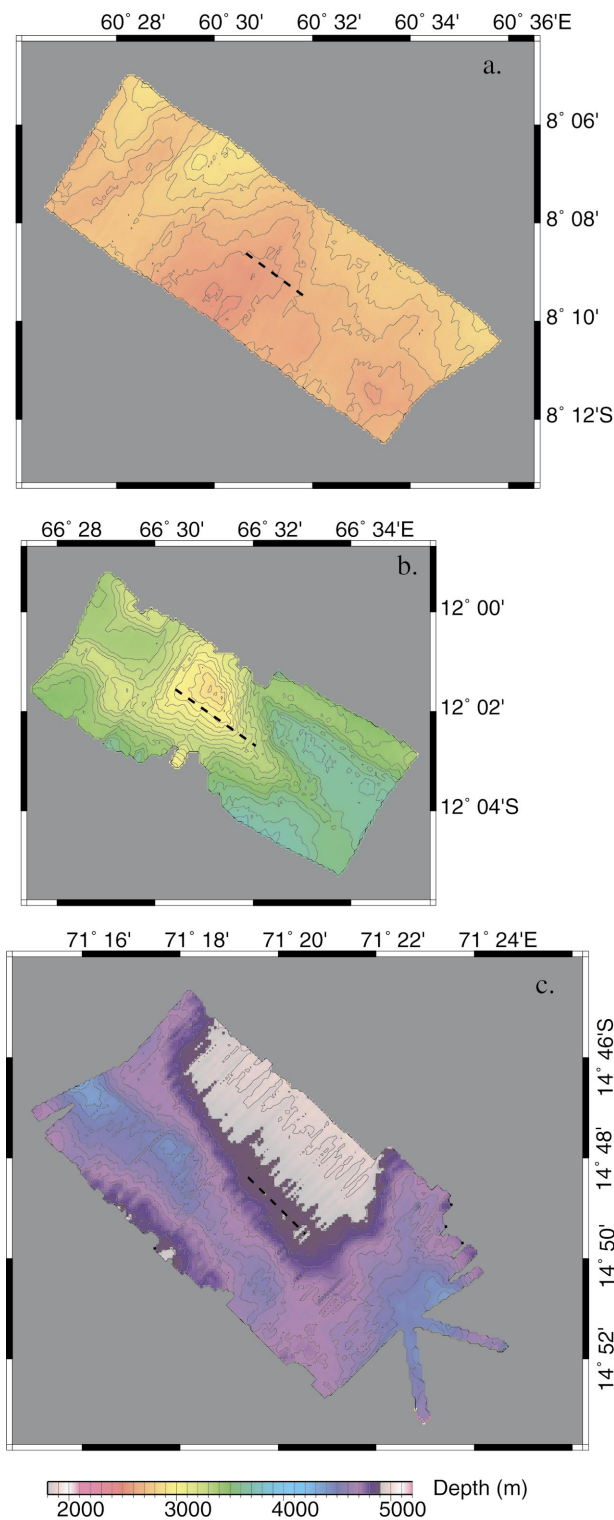 60° 28' 60° 30' 60° 32' 60° 34' 60° 36'E
a.
8° 06'
8° 08'
8° 10'
8° 12'S
66° 28 66° 30' 66° 32' 66° 34'E
b.
12° 00'
12° 02'
12° 04'S
71° 16' 71° 18' 71° 20' 71° 22' 71° 24'E
c.
14° 46'S
14° 48'
14° 50'
14° 52'
2000 3000 4000 5000 Depth (m)